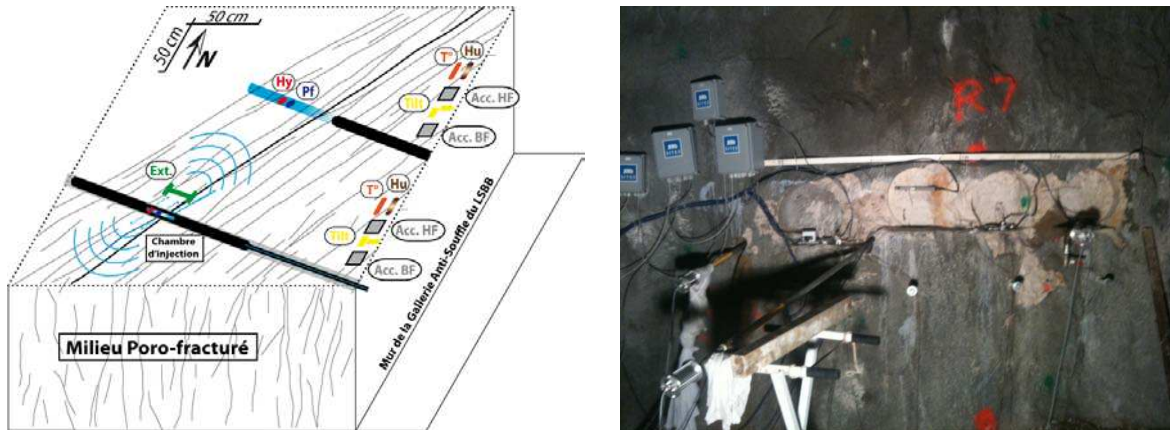 50 cm
50 cm
N
Hy
Pf
T°
Hu
Tilt
Acc. HF
Acc. BF
Ext.
T°
Hu
Tilt
Acc. HF
Acc. BF
Chambre
d'injection
Mur de la Gallerie Anti-Souffle du LSBB
Milieu Poro-fracturé
R7